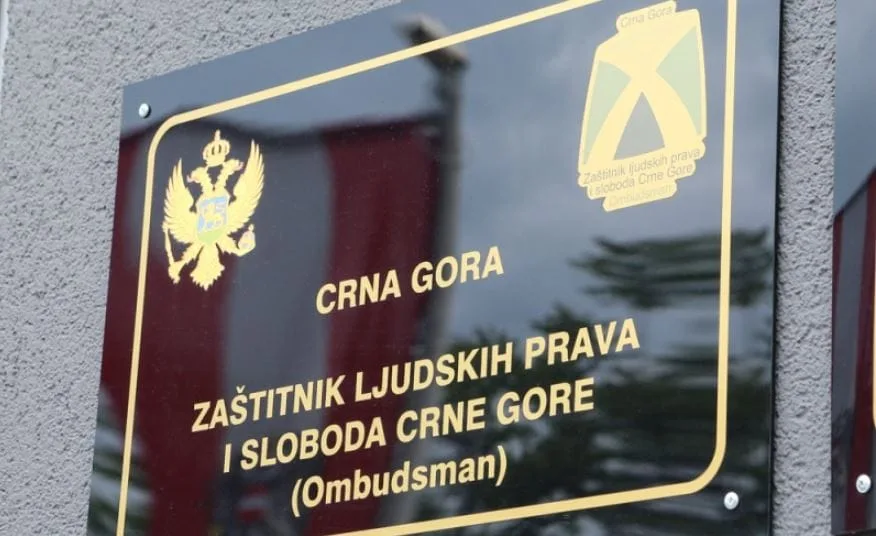 Crna Gora
Zaštitnik ljudskih prava
i sloboda Crne Gore
Ombudsman
CRNA GORA
ZAŠTITNIK LJUDSKIH PRAVA
I SLOBODA CRNE GORE
(Ombudsman)